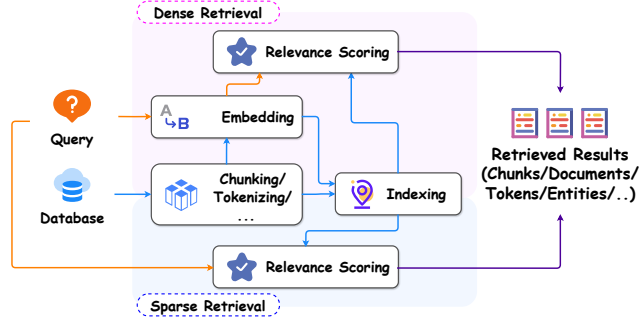 Dense Retrieval
Relevance Scoring
A
B
Embedding
Query
Chunking/
Tokenizing/
...
Database
Indexing
Retrieved Results
(Chunks/Documents/
Tokens/Entities/..)
Relevance Scoring
Sparse Retrieval